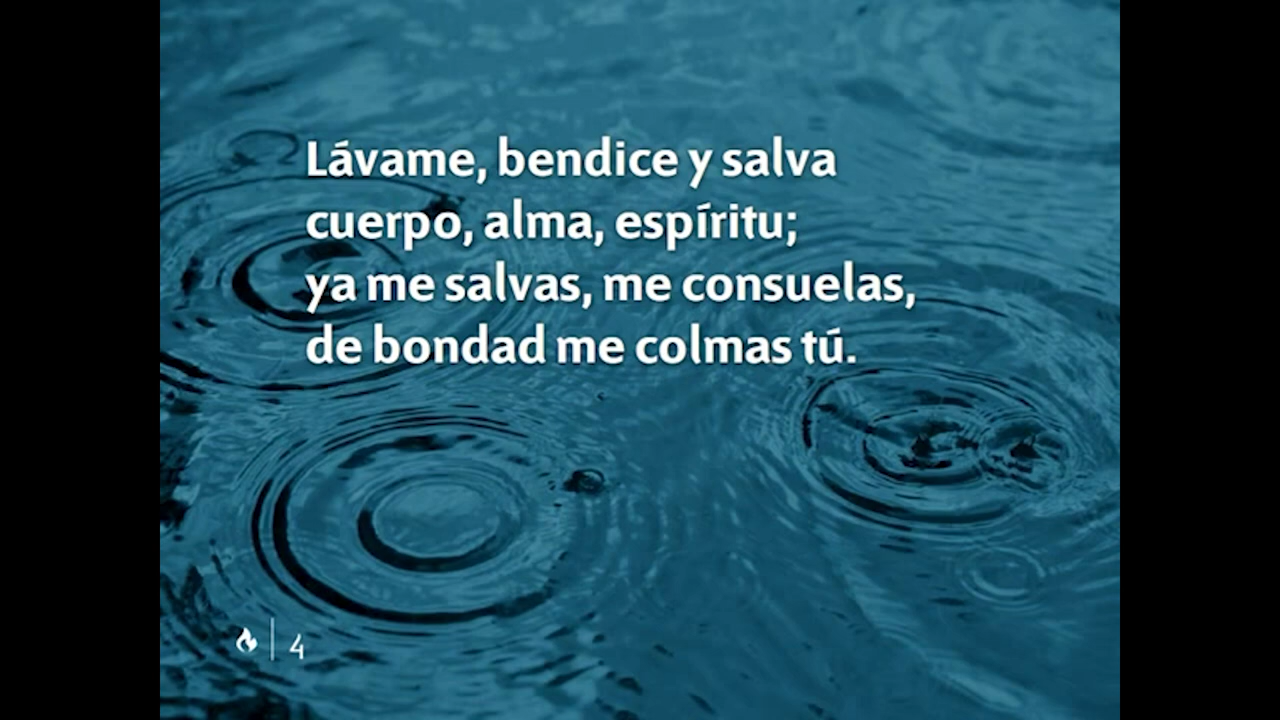 Lávame, bendice y salva
cuerpo, alma, espíritu;
ya me salvas, me consuelas,
de bondad me colmas tú.
4